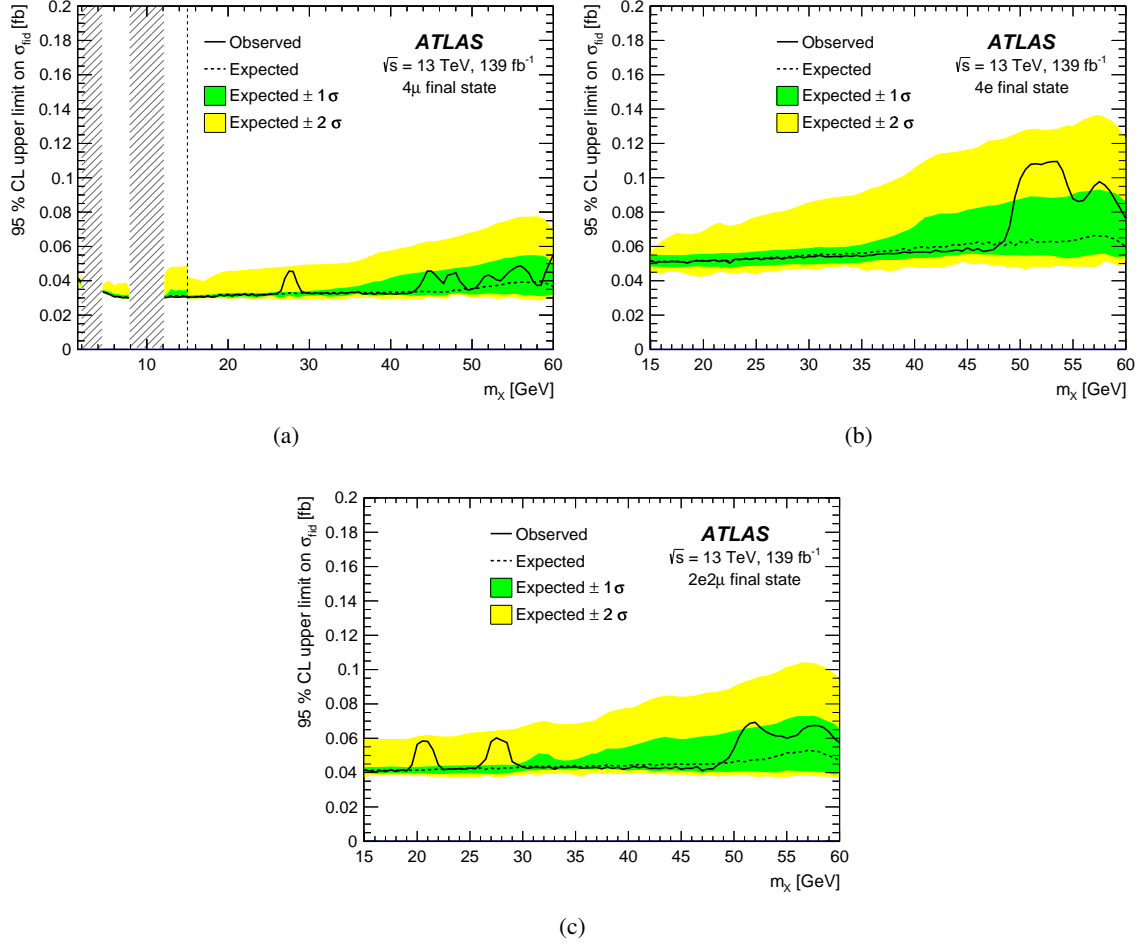 95 % CL upper limit on σfid [fb]
0.2
0.18
0.16
0.14
0.12
0.1
0.08
0.06
0.04
0.02
0
Observed
Expected
Expected ± 1 σ
Expected ± 2 σ
ATLAS
√s = 13 TeV, 139 fb-1
4μ final state
10 20 30 40 50 60
mX [GeV]
(a)
95 % CL upper limit on σfid [fb]
0.2
0.18
0.16
0.14
0.12
0.1
0.08
0.06
0.04
0.02
0
Observed
Expected
Expected ± 1 σ
Expected ± 2 σ
ATLAS
√s = 13 TeV, 139 fb-1
4e final state
15 20 25 30 35 40 45 50 55 60
mX [GeV]
(b)
95 % CL upper limit on σfid [fb]
0.2
0.18
0.16
0.14
0.12
0.1
0.08
0.06
0.04
0.02
0
Observed
Expected
Expected ± 1 σ
Expected ± 2 σ
ATLAS
√s = 13 TeV, 139 fb-1
2e2μ final state
15 20 25 30 35 40 45 50 55 60
mX [GeV]
(c)